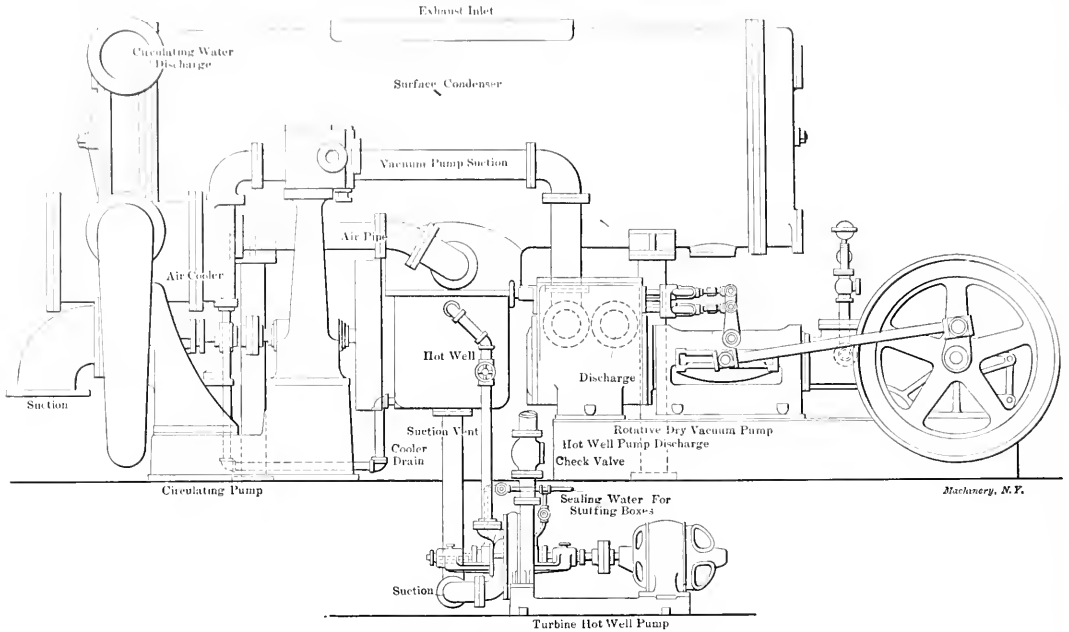 Exhaust Inlet
Circulating Water
Discharge
Surface Condenser
Vacuum Pump Suction
Air Pipe
Air Cooler
Hot Well
Discharge
Suction
Suction Vent
Rotative Dry Vacuum Pump
Hot Well Pump Discharge
Cooler
Drain
Check Valve
Circulating Pump
Machinery, N.Y.
Sealing Water For
Stuffing Boxes
Suction
Turbine Hot Well Pump